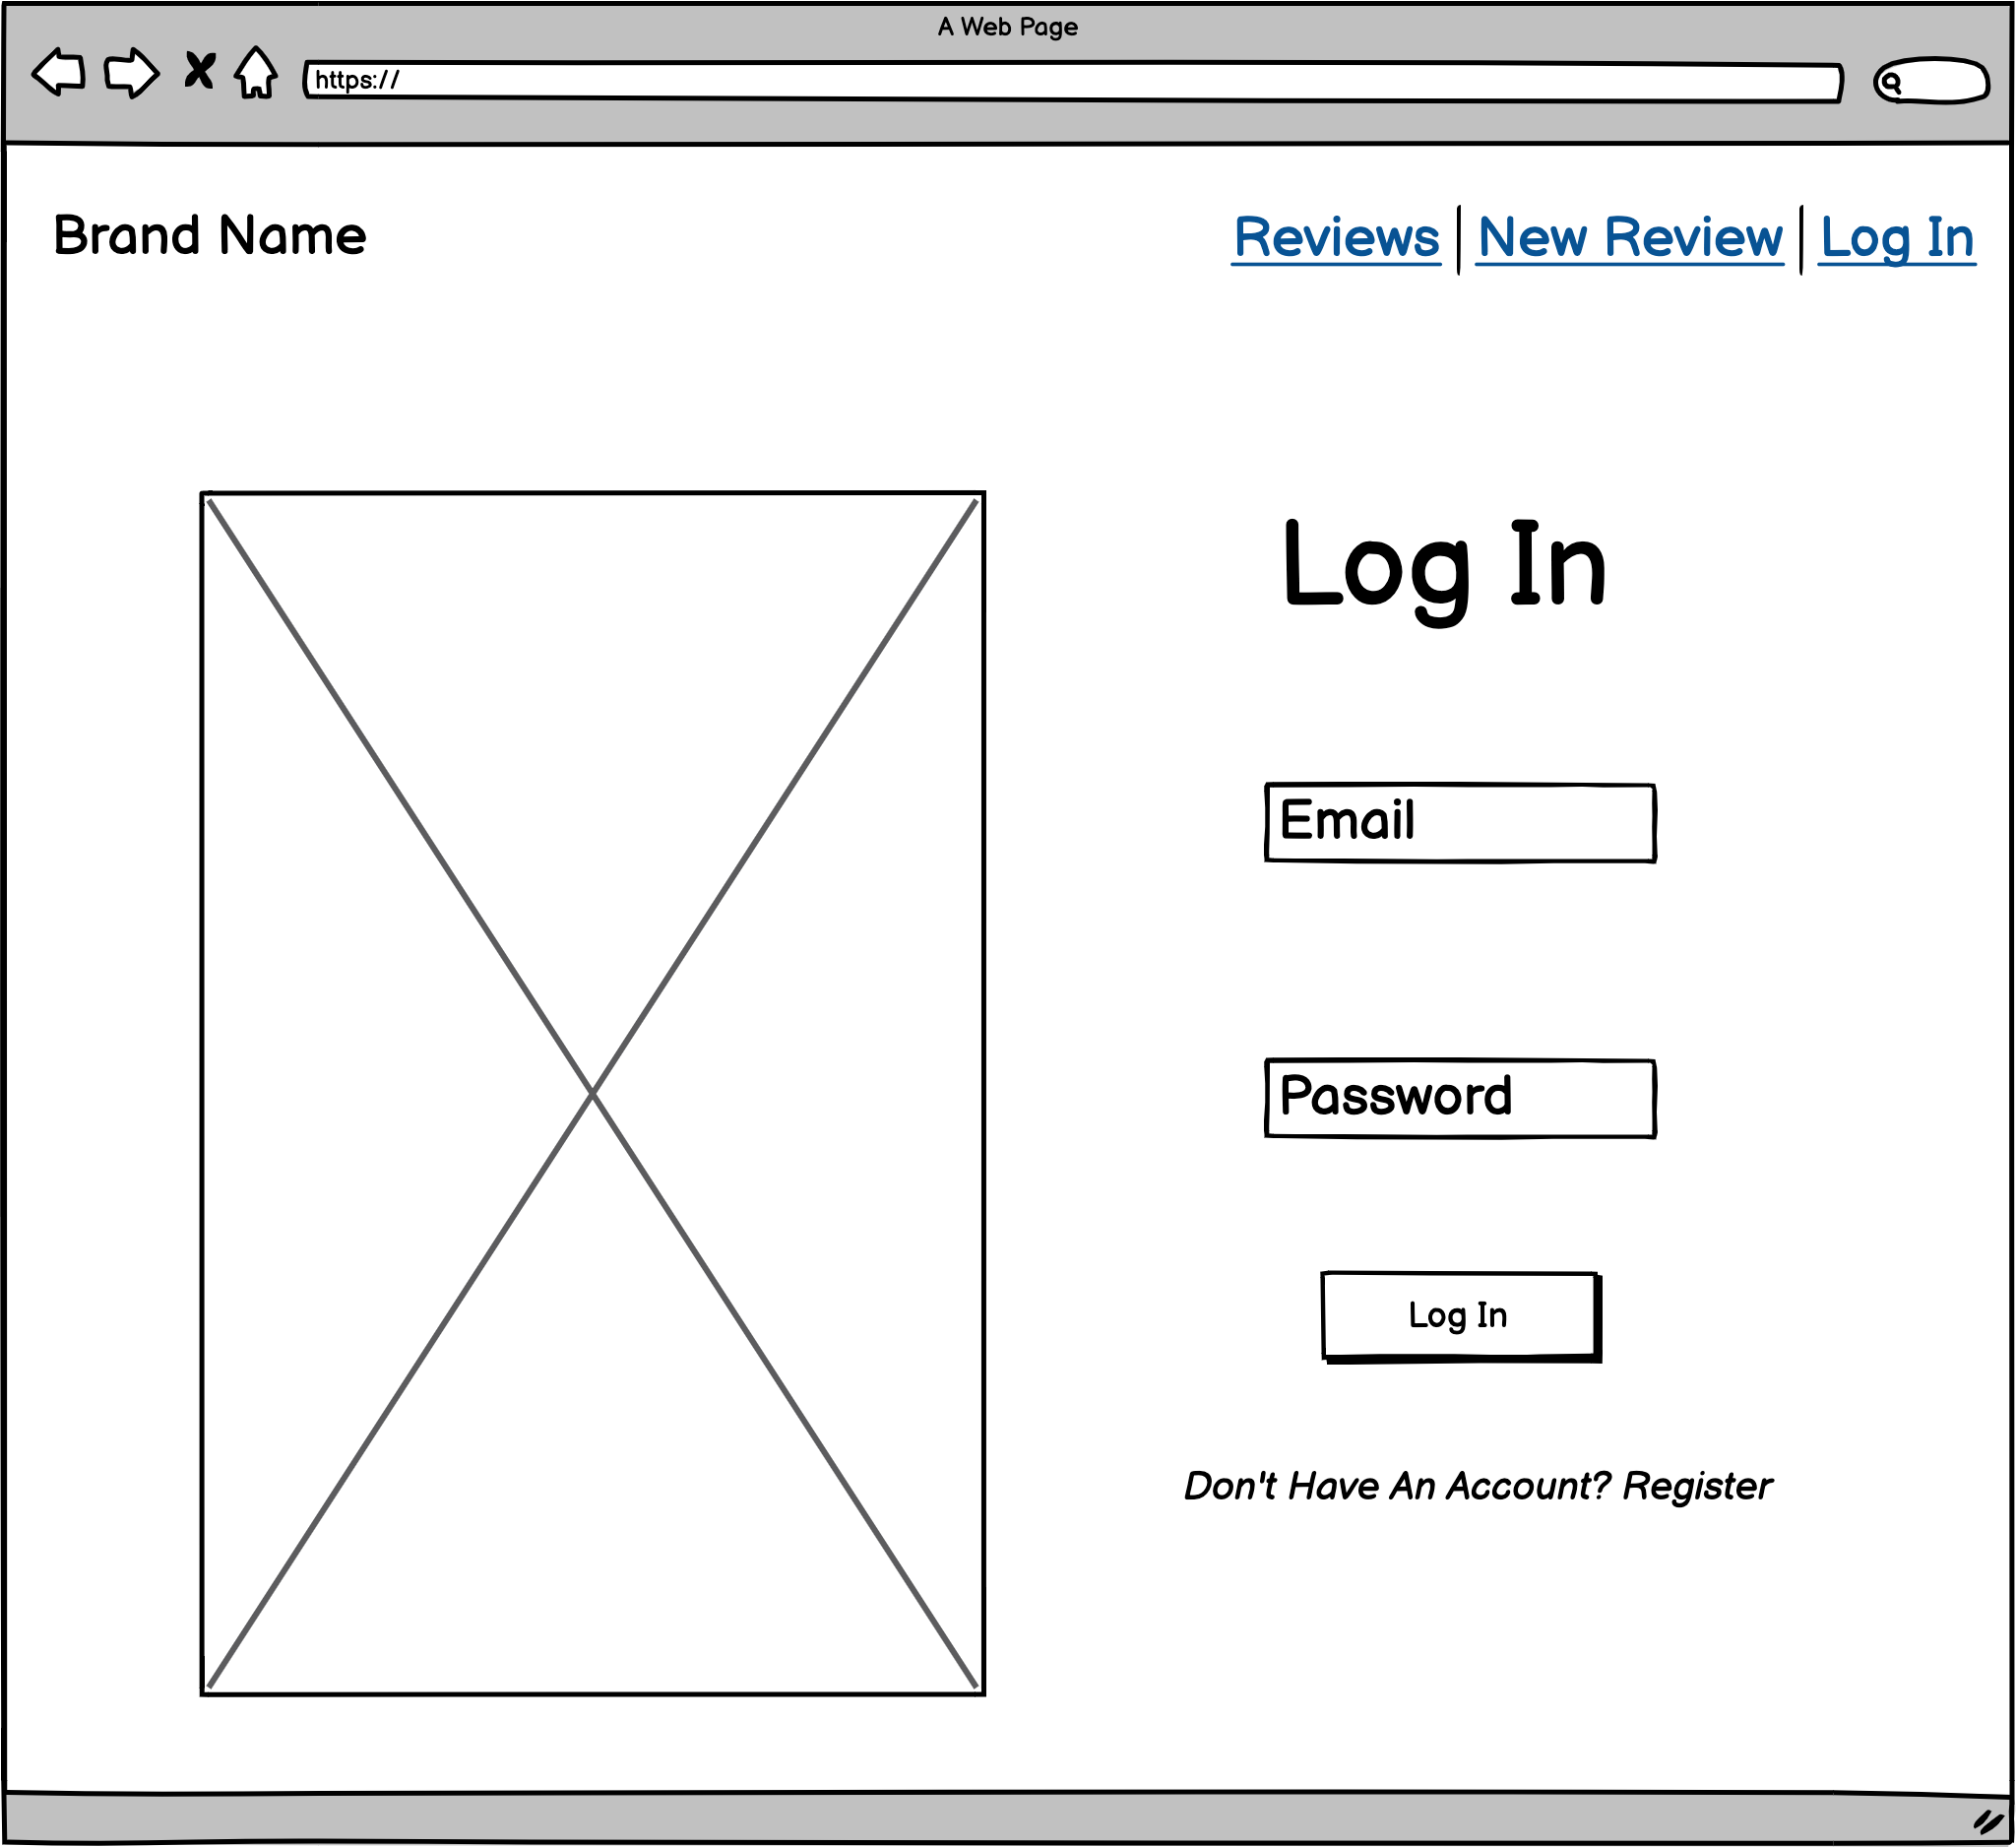 A Web Page
https://
Brand Name
Reviews | New Review | Log In
Log In
Email
Password
Log In
Don't Have An Account? Register